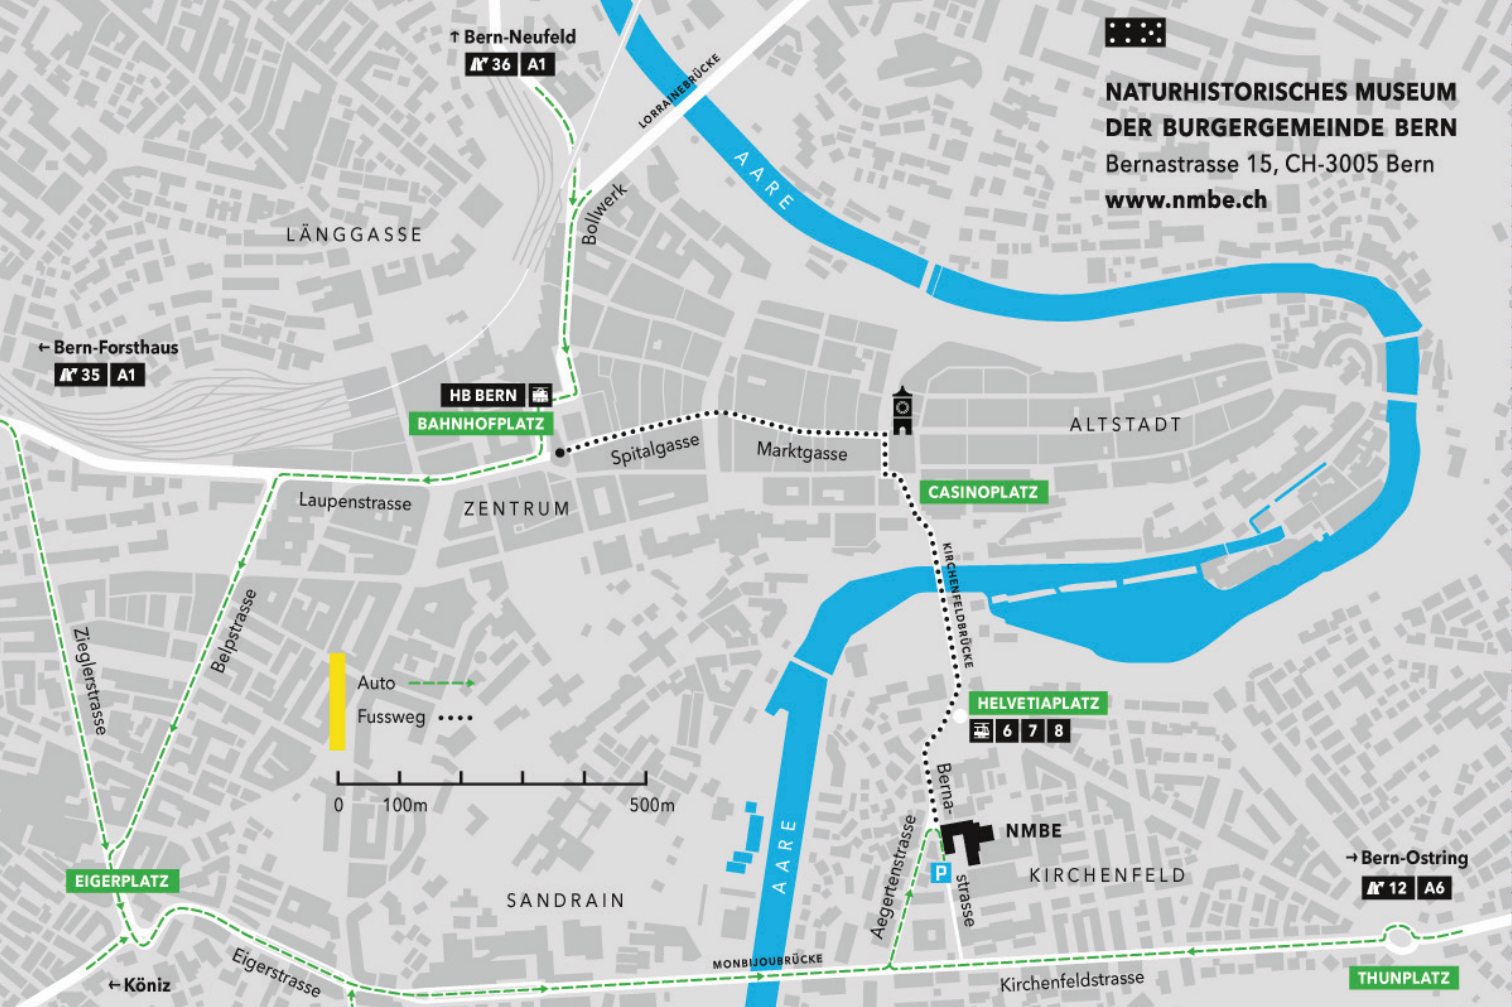 ↑ Bern-Neufeld
36 A1
NATURHISTORISCHES MUSEUM
DER BURGERGEMEINDE BERN
Bernastrasse 15, CH-3005 Bern
www.nmbe.ch
LORRAINEBRÜCKE
AARE
Bollwerk
LÄNGGASSE
← Bern-Forsthaus
35 A1
HB BERN
BAHNHOFPLATZ
Spitalgasse
Marktgasse
ALTSTADT
CASINOPLATZ
Laupenstrasse
ZENTRUM
KIRCHENFELDBRÜCKE
Zieglerstrasse
Belpstrasse
Auto
Fussweg
0 100m 500m
HELVETIAPLATZ
6 7 8
Berna-
strasse
NMBE
P
Aegertenstrasse
KIRCHENFELD
AARE
→ Bern-Ostring
12 A6
EIGERPLATZ
SANDRAIN
Eigerstrasse
← Köniz
MONBIJOUBRÜCKE
Kirchenfeldstrasse
THUNPLATZ